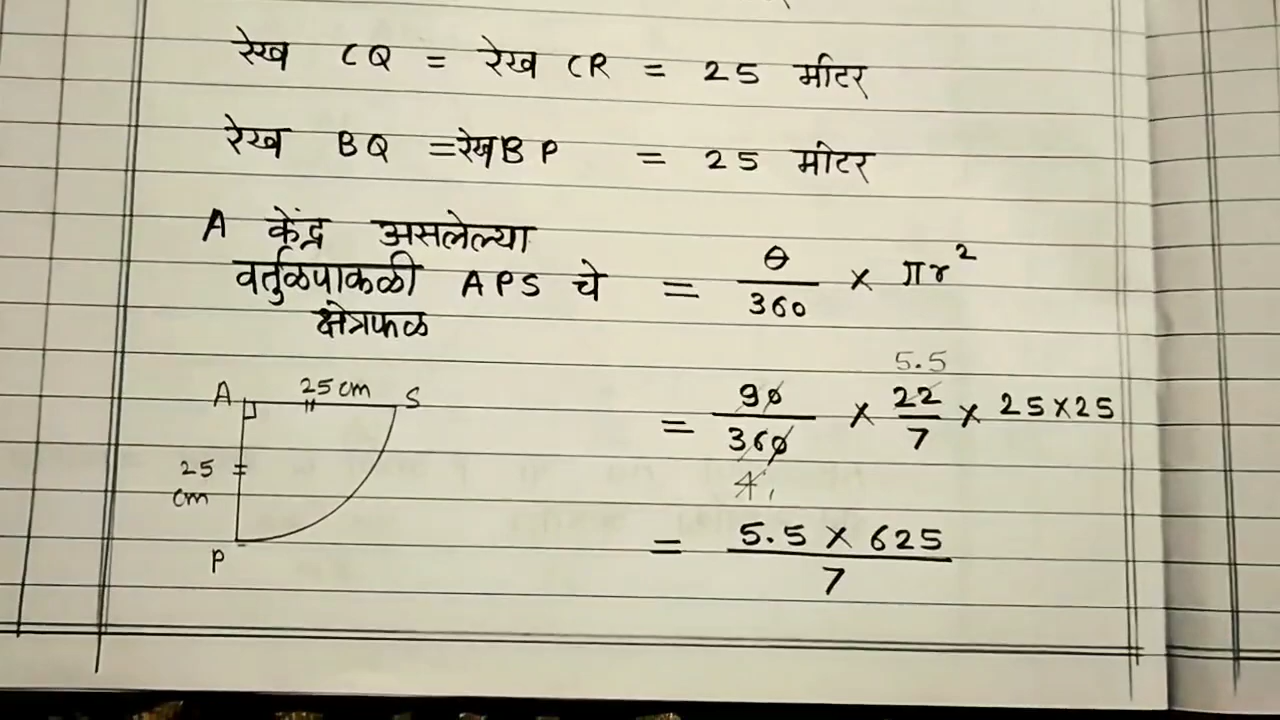 रेख CQ = रेख CR = 25 मीटर
रेख BQ = रेख BP = 25 मीटर
A केंद्र असलेल्या
वर्तुळपाकळी APS चे = θ/360 × πr²
क्षेत्रफळ
5.5
= 90/360 × 22/7 × 25×25
4
A 25 cm S
25
cm
P
= 5.5 × 625/7